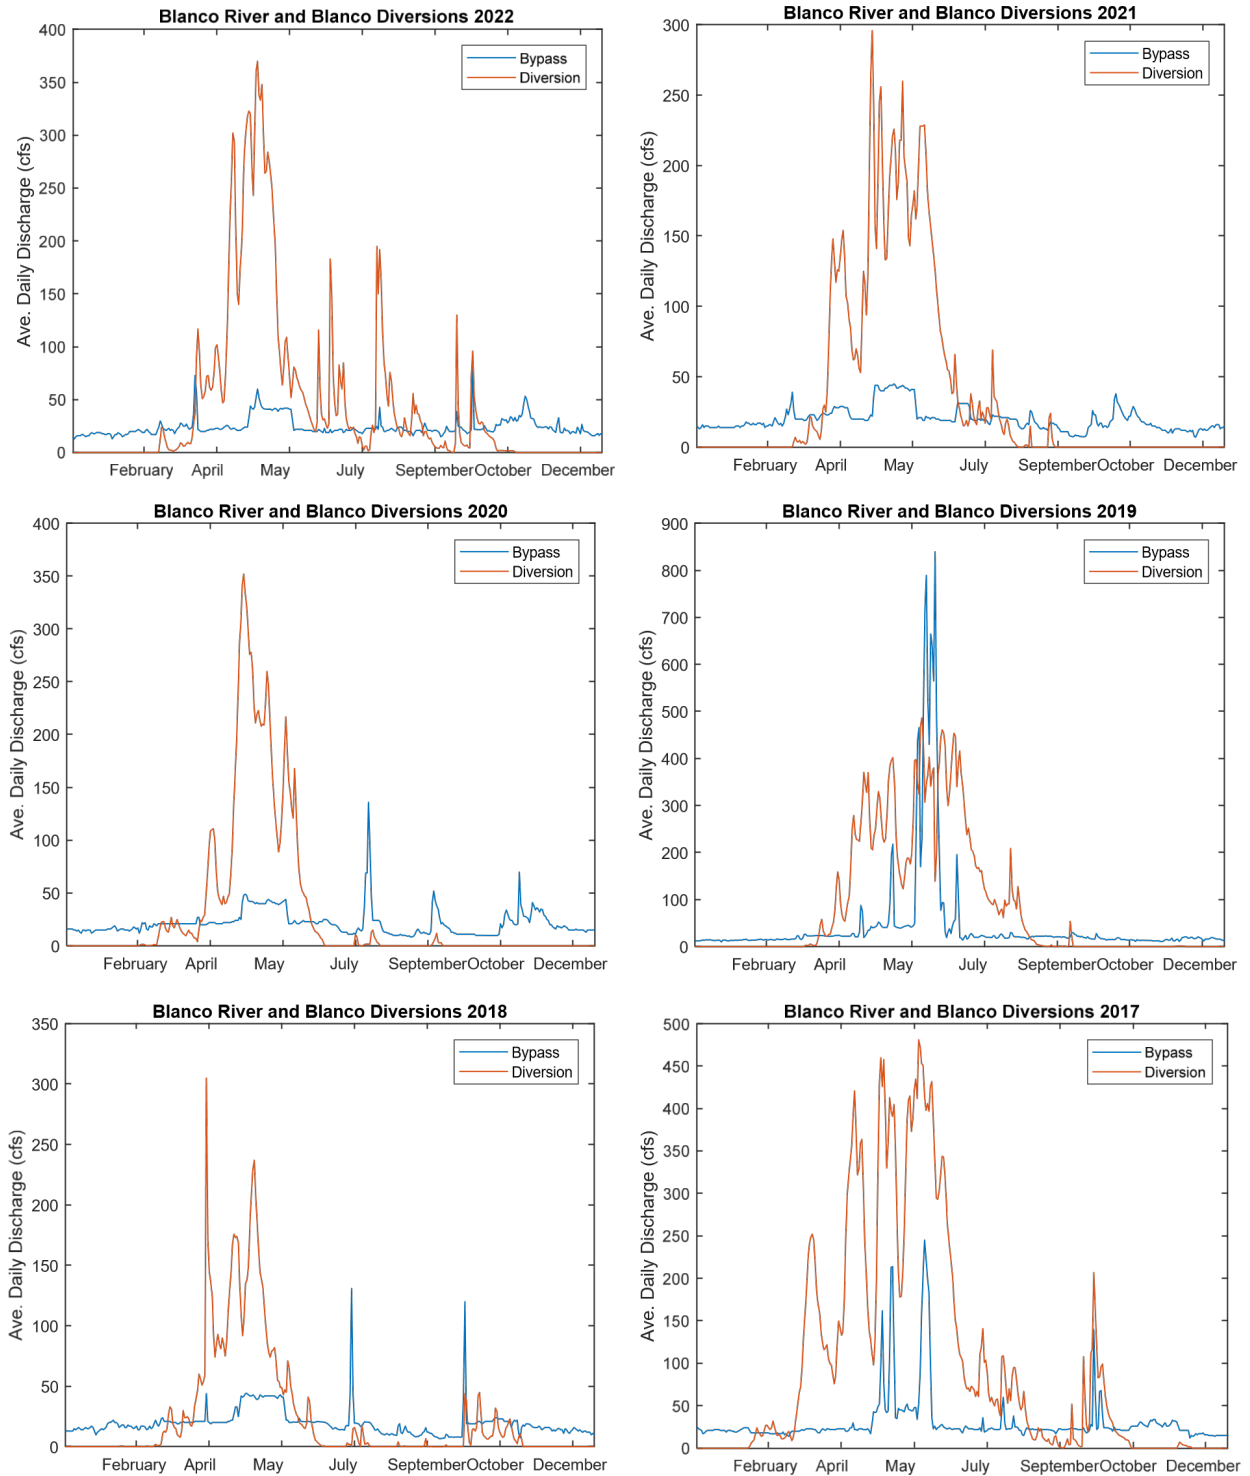 Blanco River and Blanco Diversions 2022
400
350
300
250
200
150
100
50
0
Ave. Daily Discharge (cfs)
Bypass
Diversion
February April May July September October December
Blanco River and Blanco Diversions 2021
300
250
200
150
100
50
0
Ave. Daily Discharge (cfs)
Bypass
Diversion
February April May July September October December
Blanco River and Blanco Diversions 2020
400
350
300
250
200
150
100
50
0
Ave. Daily Discharge (cfs)
Bypass
Diversion
February April May July September October December
Blanco River and Blanco Diversions 2019
900
800
700
600
500
400
300
200
100
0
Ave. Daily Discharge (cfs)
Bypass
Diversion
February April May July September October December
Blanco River and Blanco Diversions 2018
350
300
250
200
150
100
50
0
Ave. Daily Discharge (cfs)
Bypass
Diversion
February April May July September October December
Blanco River and Blanco Diversions 2017
500
450
400
350
300
250
200
150
100
50
0
Ave. Daily Discharge (cfs)
Bypass
Diversion
February April May July September October December